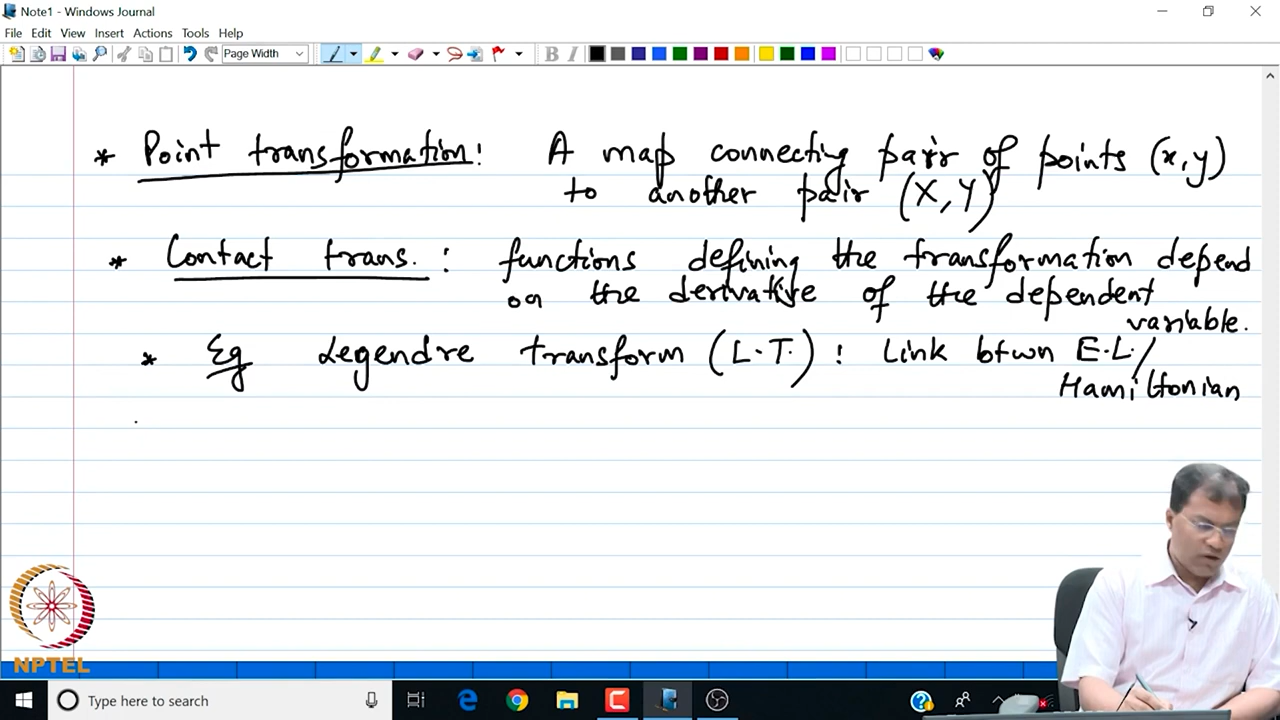 Note1 - Windows Journal
File Edit View Insert Actions Tools Help
Page Width B I
* Point transformation: A map connecting pair of points (x,y)
to another pair (X,Y)
* Contact trans. : functions defining the transformation depend
on the derivative of the dependent
variable.
* Eg Legendre transform (L.T.) : Link btwn E.L./
Hamiltonian
NPTEL
Type here to search